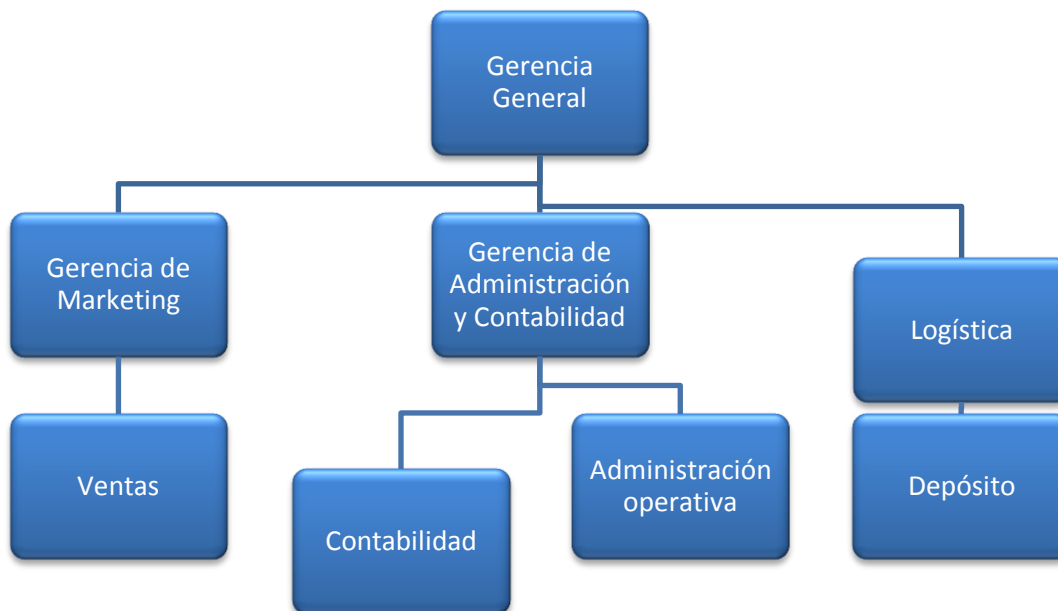 Gerencia
General
Gerencia de
Marketing
Gerencia de
Administración
y Contabilidad
Logística
Ventas
Contabilidad
Administración
operativa
Depósito